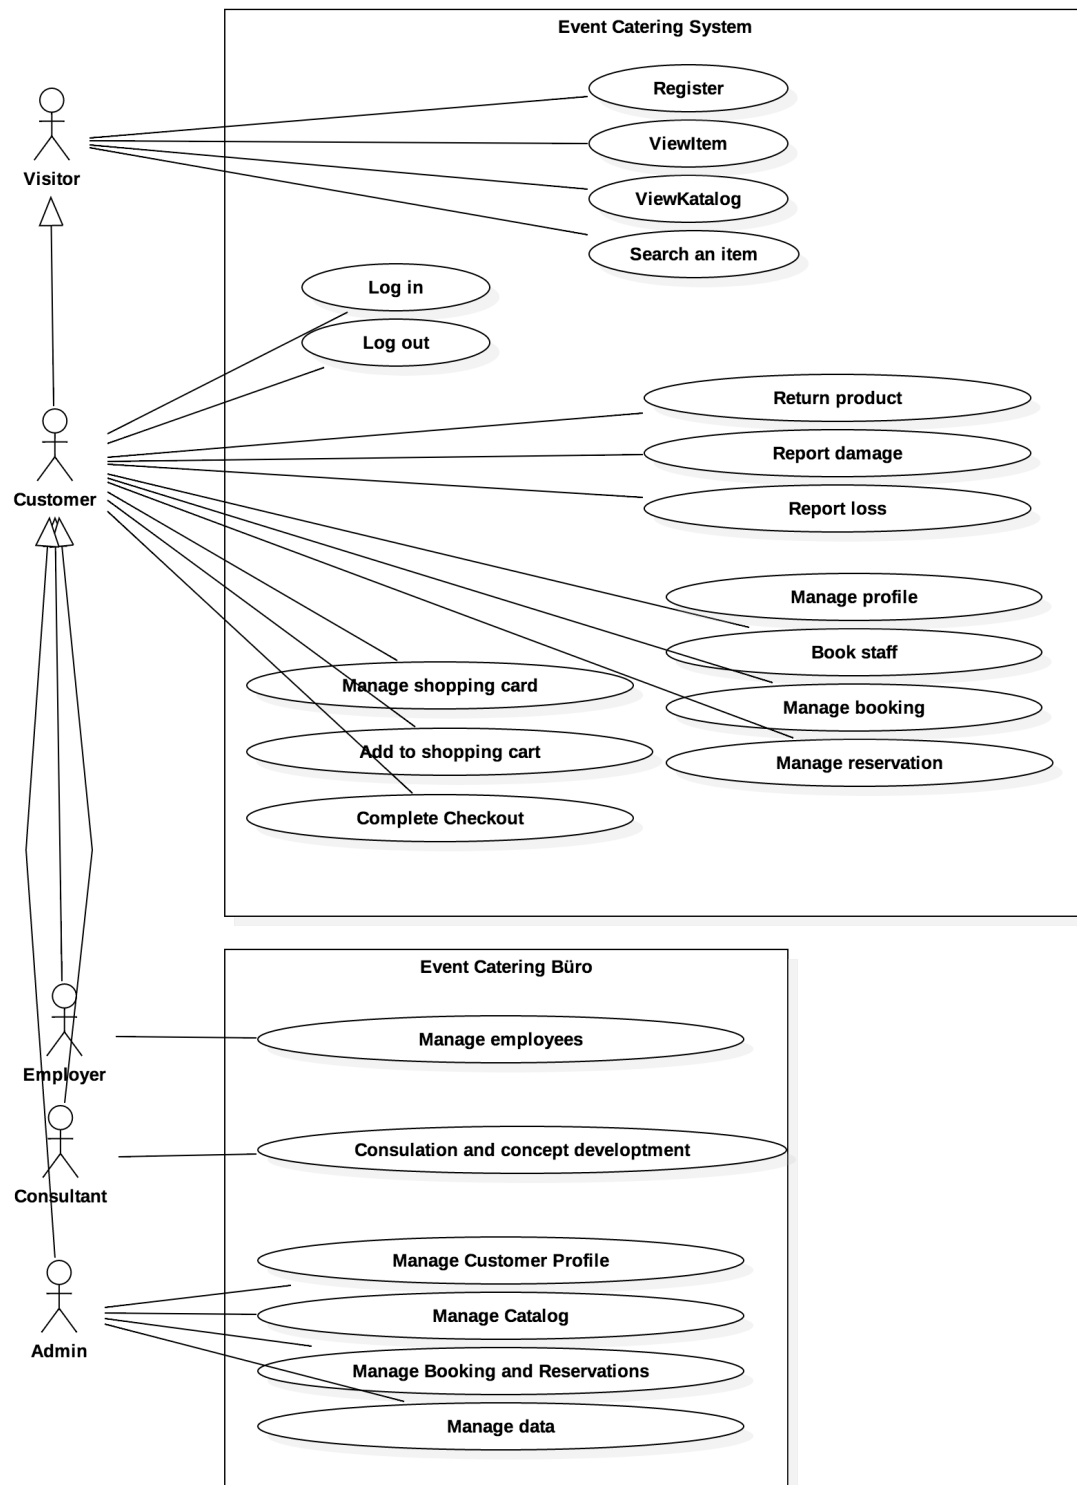 Event Catering System
Register
Visitor
ViewItem
ViewKatalog
Search an item
Log in
Log out
Return product
Customer
Report damage
Report loss
Manage profile
Book staff
Manage shopping card
Manage booking
Add to shopping cart
Manage reservation
Complete Checkout
Event Catering Büro
Manage employees
Employer
Consulation and concept developtment
Consultant
Manage Customer Profile
Manage Catalog
Admin
Manage Booking and Reservations
Manage data